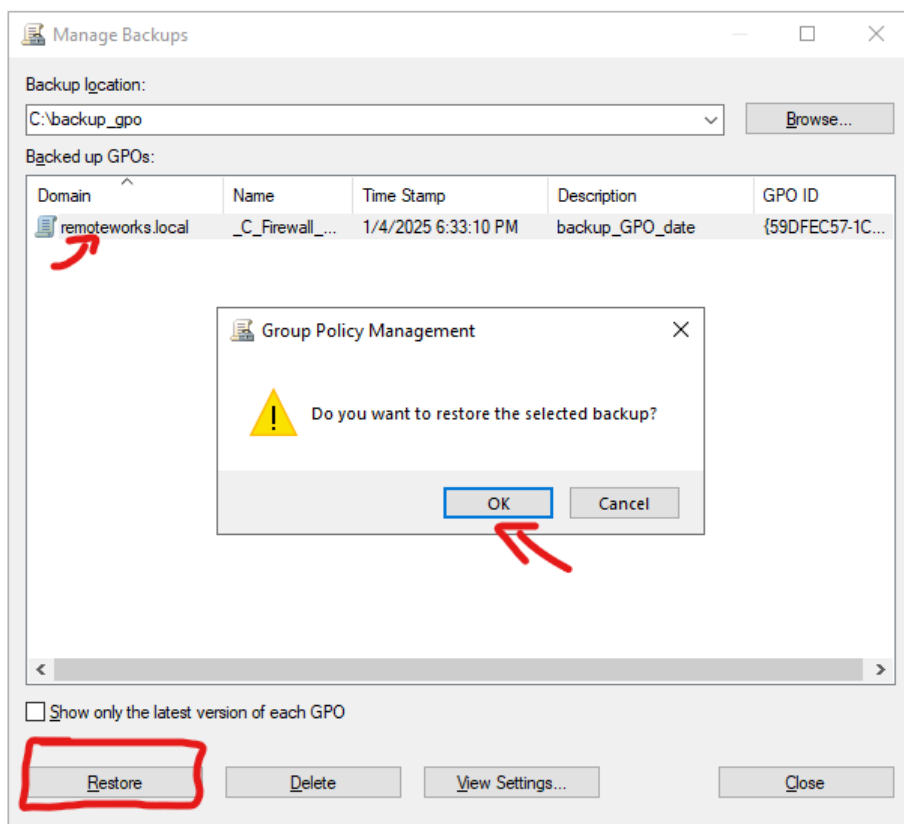 Manage Backups
Backup location:
C:\backup_gpo
Browse...
Backed up GPOs:
Domain Name Time Stamp Description GPO ID
remoteworks.local _C_Firewall_... 1/4/2025 6:33:10 PM backup_GPO_date {59DFEC57-1C...
Group Policy Management
Do you want to restore the selected backup?
OK Cancel
Show only the latest version of each GPO
Restore Delete View Settings... Close